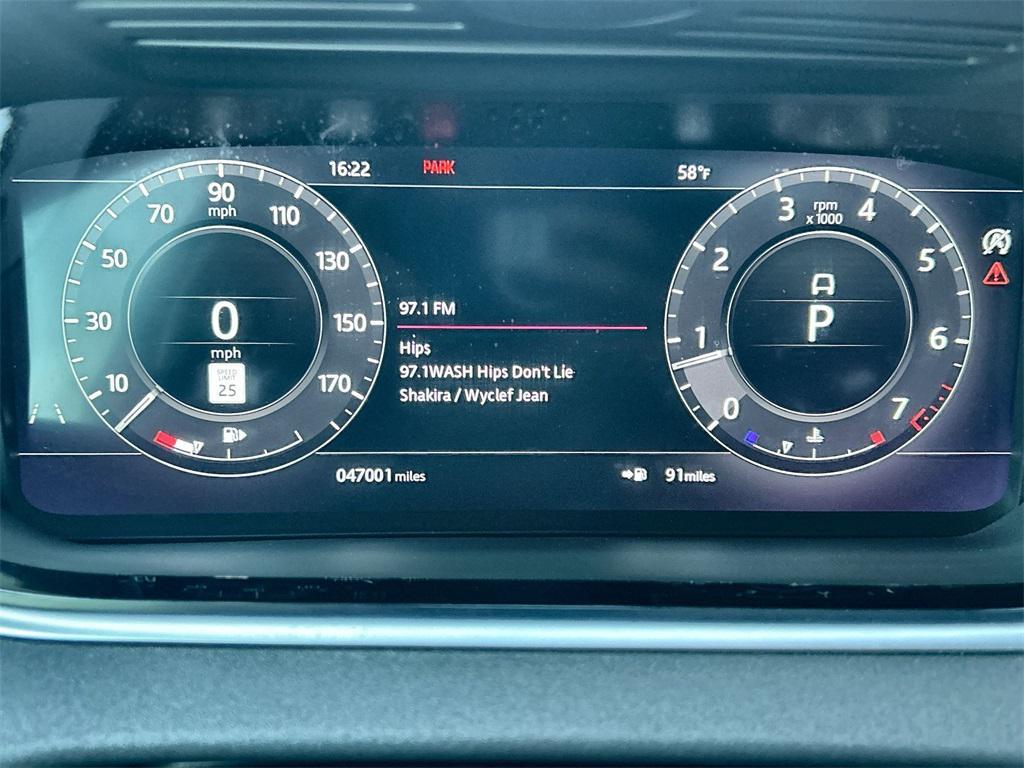 16:22 PARK 58°F
90
mph
70 110
50 130
30 150
10 170
0
mph
SPEED
LIMIT
25
97.1 FM
Hips
97.1WASH Hips Don't Lie
Shakira / Wyclef Jean
rpm
x 1000
3 4
2 5
1 6
0 7
A
P
047001 miles
91 miles